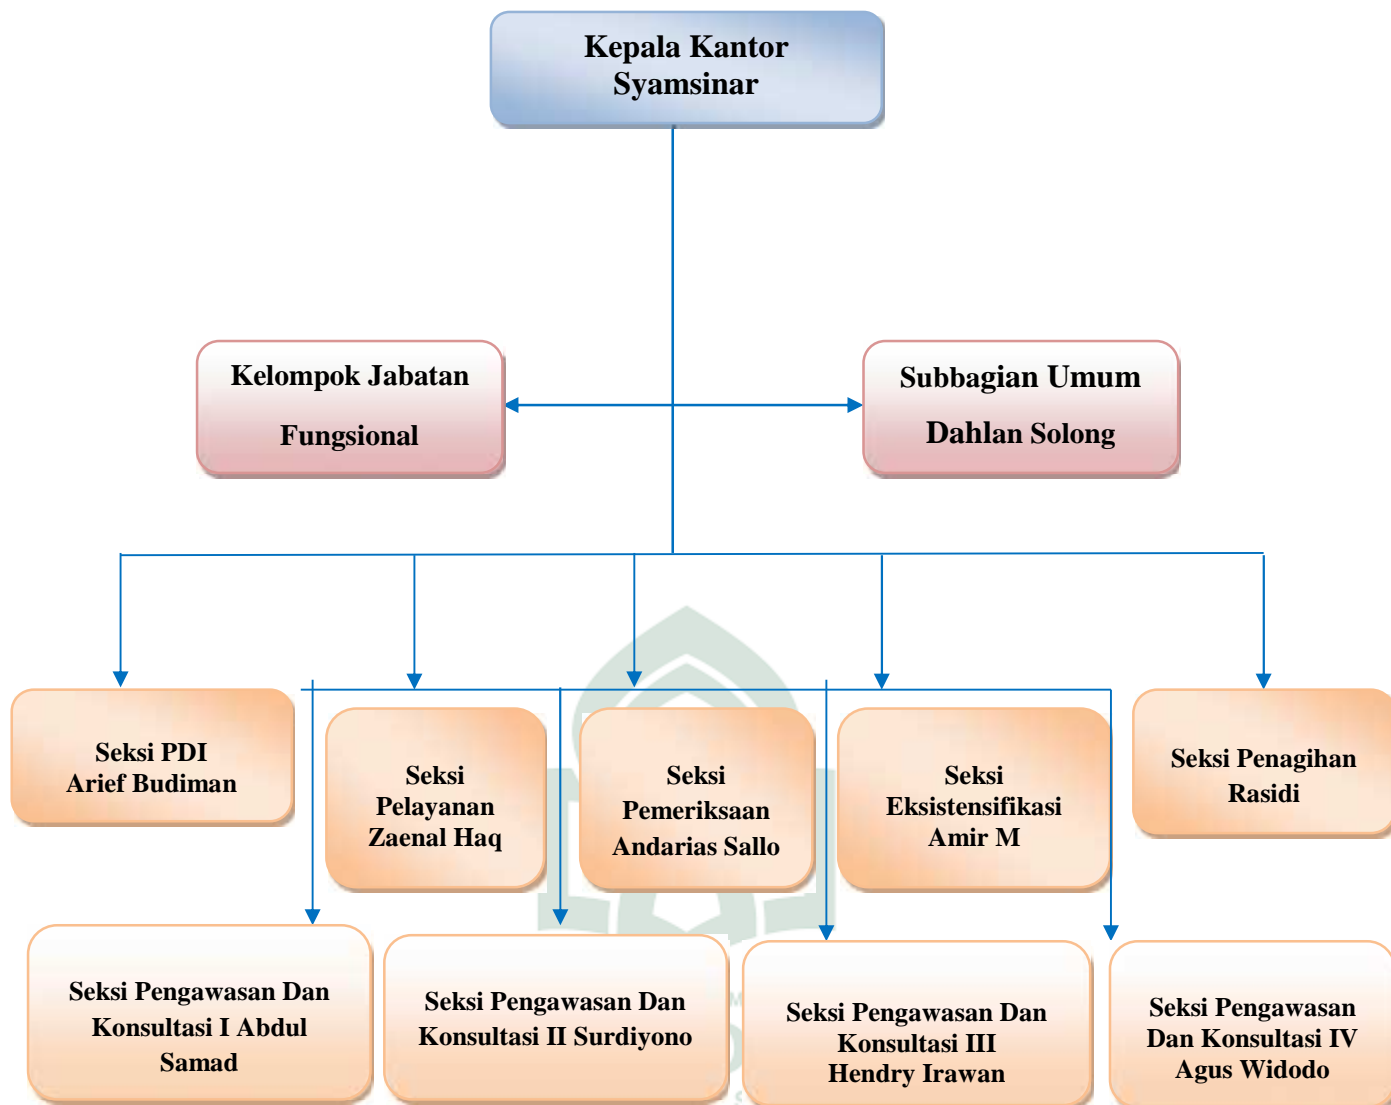 Kepala Kantor
Syamsinar
Kelompok Jabatan
Fungsional
Subbagian Umum
Dahlan Solong
Seksi PDI
Arief Budiman
Seksi
Pelayanan
Zaenal Haq
Seksi
Pemeriksaan
Andarias Sallo
Seksi
Eksistensifikasi
Amir M
Seksi Penagihan
Rasidi
Seksi Pengawasan Dan
Konsultasi I Abdul
Samad
Seksi Pengawasan Dan
Konsultasi II Surdiyono
Seksi Pengawasan Dan
Konsultasi III
Hendry Irawan
Seksi Pengawasan
Dan Konsultasi IV
Agus Widodo